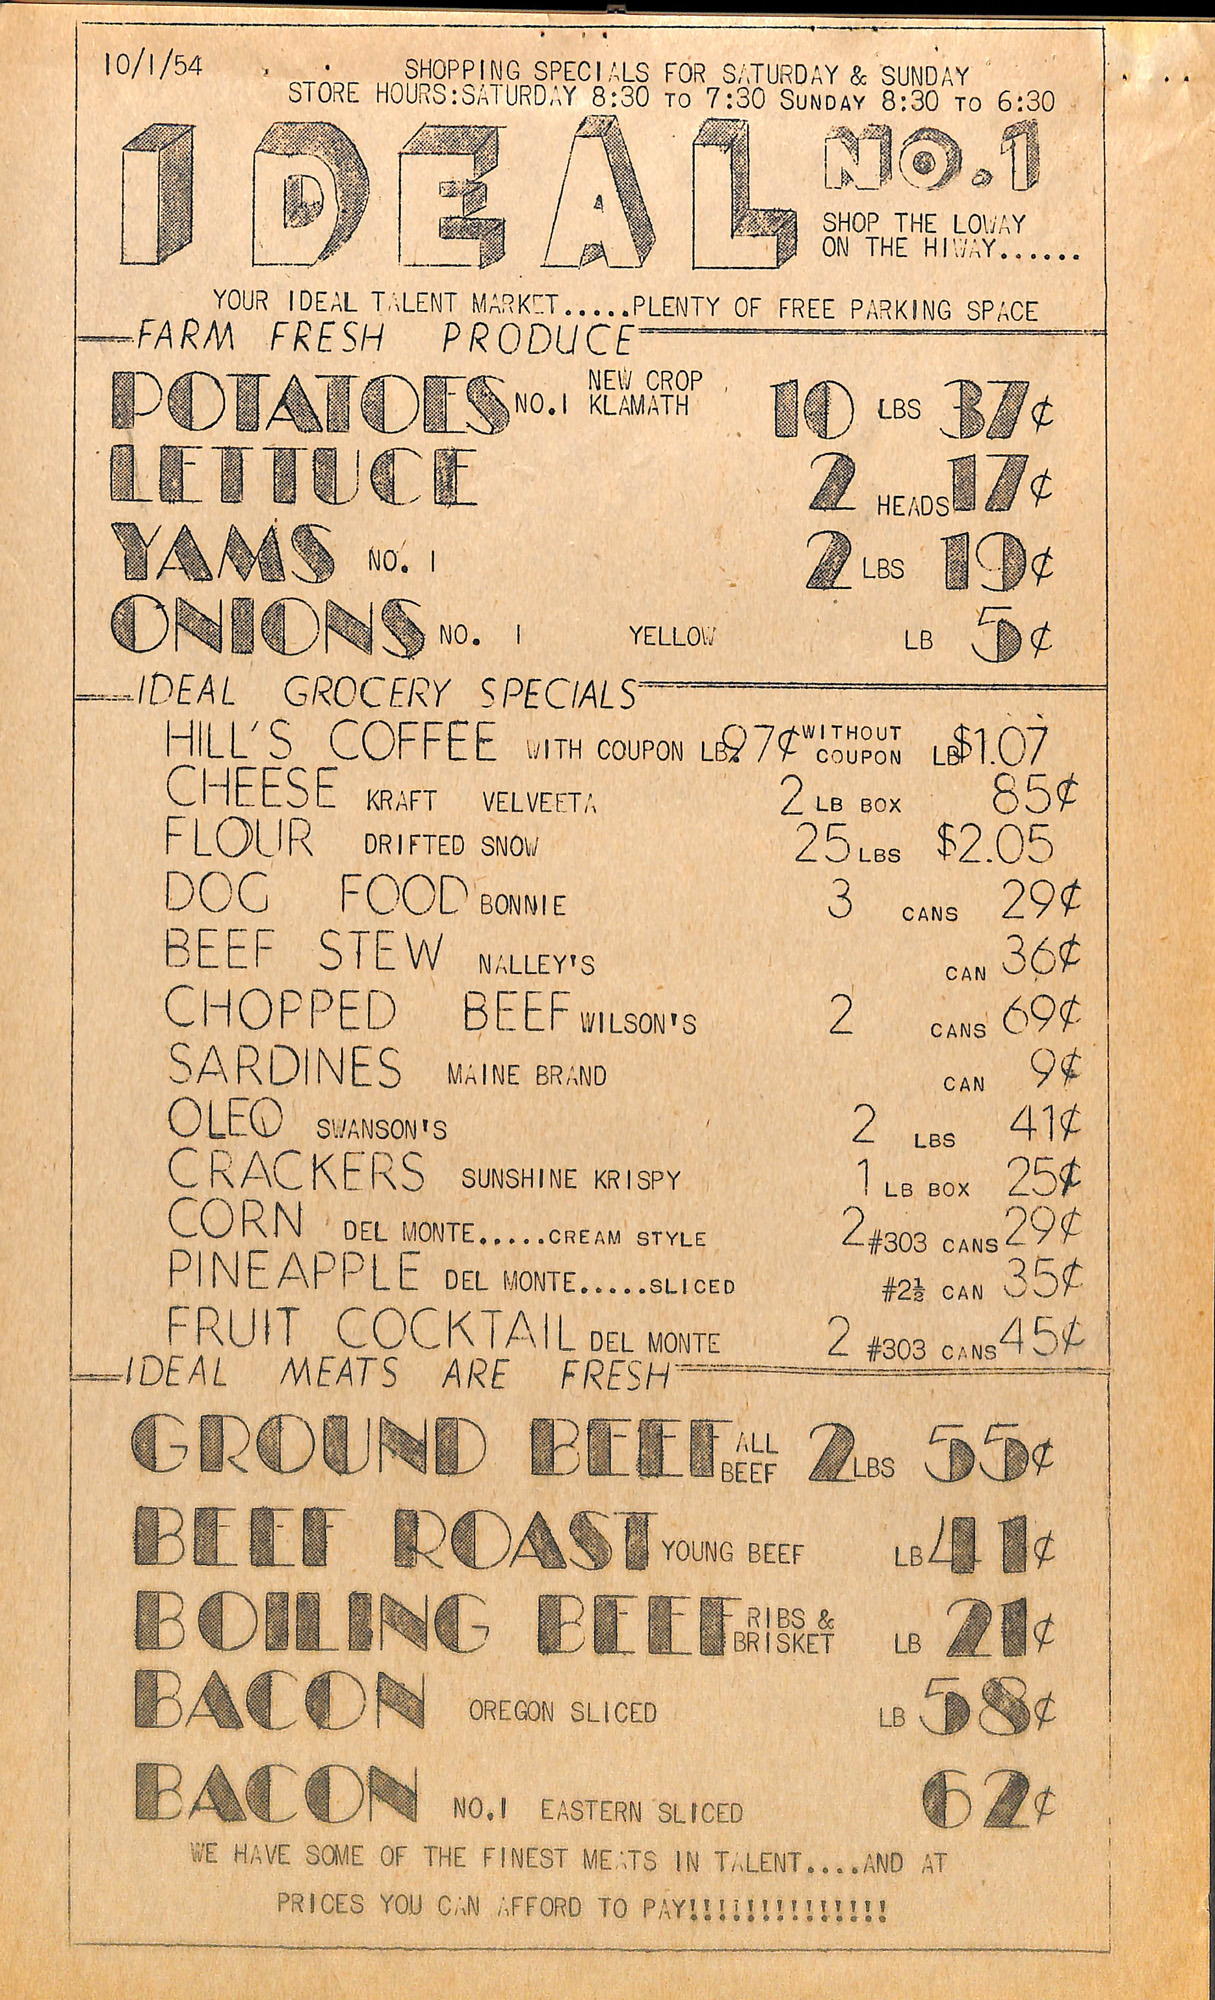 10/1/54
SHOPPING SPECIALS FOR SATURDAY & SUNDAY
STORE HOURS:SATURDAY 8:30 TO 7:30 SUNDAY 8:30 TO 6:30
IDEAL NO.1
SHOP THE LOWAY
ON THE HIWAY......
YOUR IDEAL TALENT MARKET.....PLENTY OF FREE PARKING SPACE
FARM FRESH PRODUCE
POTATOES NO.1 NEW CROP KLAMATH 10 LBS 37¢
LETTUCE 2 HEADS 17¢
YAMS NO. 1 2 LBS 19¢
ONIONS NO. 1 YELLOW LB 5¢
IDEAL GROCERY SPECIALS
HILL'S COFFEE WITH COUPON LB. 97¢ WITHOUT COUPON LB $1.07
CHEESE KRAFT VELVEETA 2 LB BOX 85¢
FLOUR DRIFTED SNOW 25 LBS $2.05
DOG FOOD BONNIE 3 CANS 29¢
BEEF STEW NALLEY'S CAN 36¢
CHOPPED BEEF WILSON'S 2 CANS 69¢
SARDINES MAINE BRAND CAN 9¢
OLEO SWANSON'S 2 LBS 41¢
CRACKERS SUNSHINE KRISPY 1 LB BOX 25¢
CORN DEL MONTE.....CREAM STYLE 2 #303 CANS 29¢
PINEAPPLE DEL MONTE.....SLICED #2½ CAN 35¢
FRUIT COCKTAIL DEL MONTE 2 #303 CANS 45¢
IDEAL MEATS ARE FRESH
GROUND BEEF ALL BEEF 2 LBS 55¢
BEEF ROAST YOUNG BEEF LB 41¢
BOILING BEEF RIBS & BRISKET LB 21¢
BACON OREGON SLICED LB 58¢
BACON NO.1 EASTERN SLICED 62¢
WE HAVE SOME OF THE FINEST MEATS IN TALENT....AND AT
PRICES YOU CAN AFFORD TO PAY!!!!!!!!!!!!!!